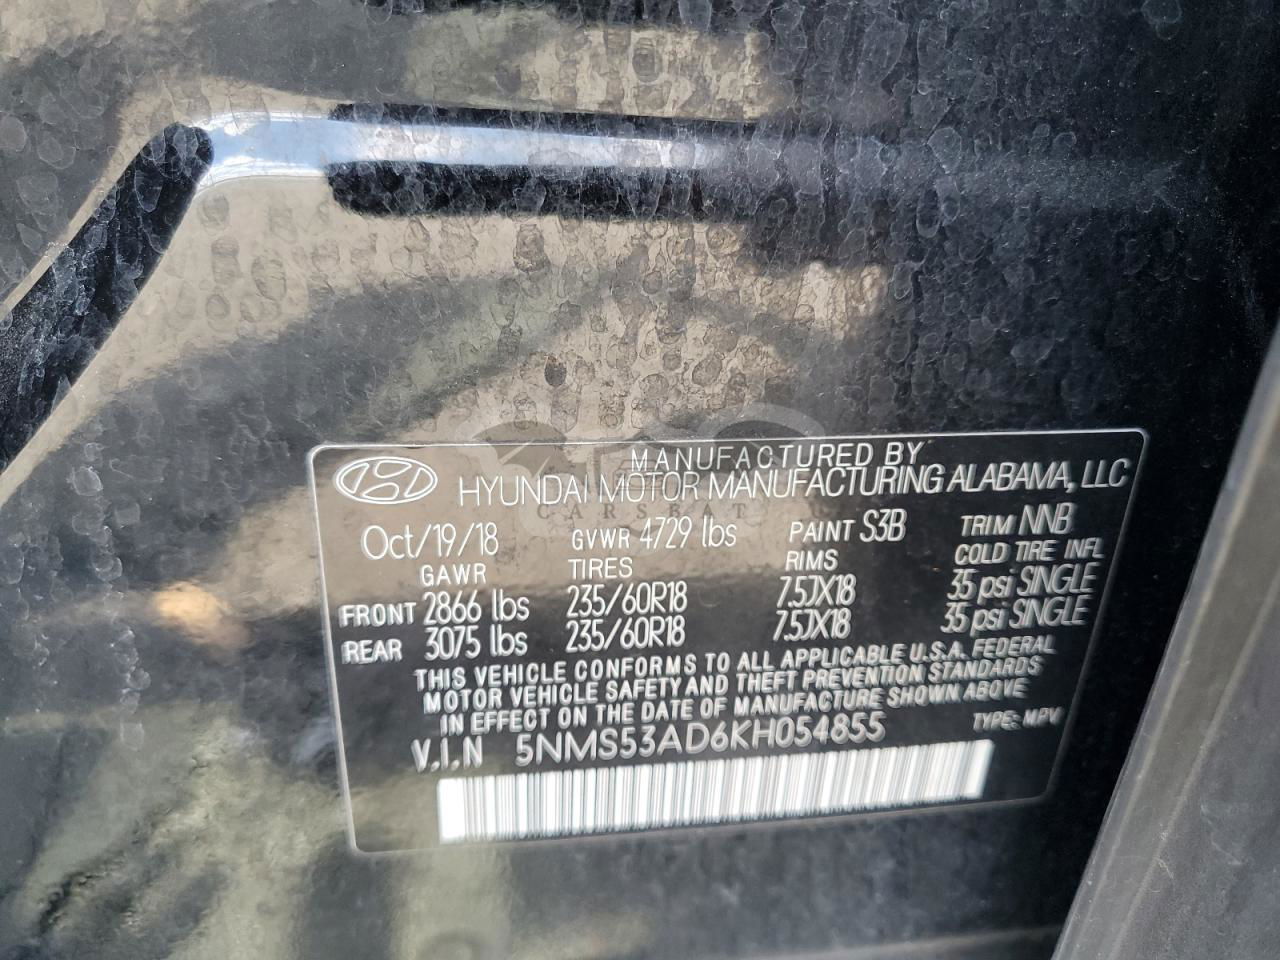 MANUFACTURED BY
HYUNDAI MOTOR MANUFACTURING ALABAMA, LLC
Oct/19/18 GVWR 4729 lbs PAINT S3B TRIM NNB
GAWR TIRES RIMS COLD TIRE INFL
FRONT 2866 lbs 235/60R18 7.5JX18 35 psi SINGLE
REAR 3075 lbs 235/60R18 7.5JX18 35 psi SINGLE
THIS VEHICLE CONFORMS TO ALL APPLICABLE U.S.A. FEDERAL
MOTOR VEHICLE SAFETY AND THEFT PREVENTION STANDARDS
IN EFFECT ON THE DATE OF MANUFACTURE SHOWN ABOVE
V.I.N 5NMS53AD6KH054855 TYPE: MPV
CARSBAT